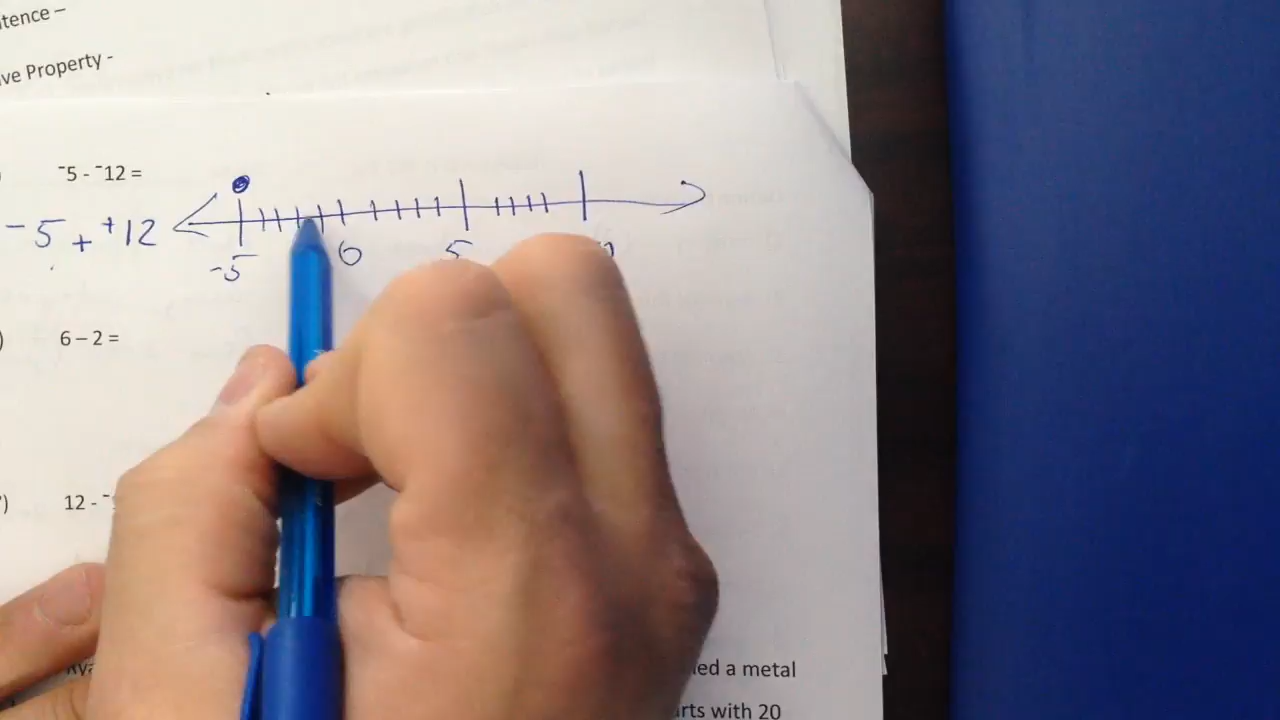 tence –
ve Property -
⁻5 - ⁻12 =
⁻5 + ⁺12
-5 0 5
6 – 2 =
12 - ⁻
ed a metal
rts with 20